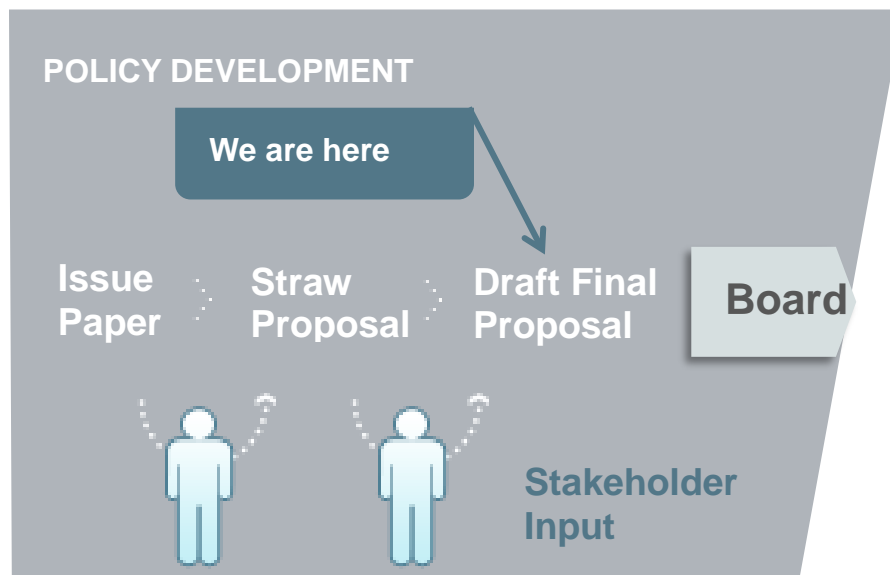 POLICY DEVELOPMENT
We are here
Issue
Paper
Straw
Proposal
Draft Final
Proposal
Board
Stakeholder
Input